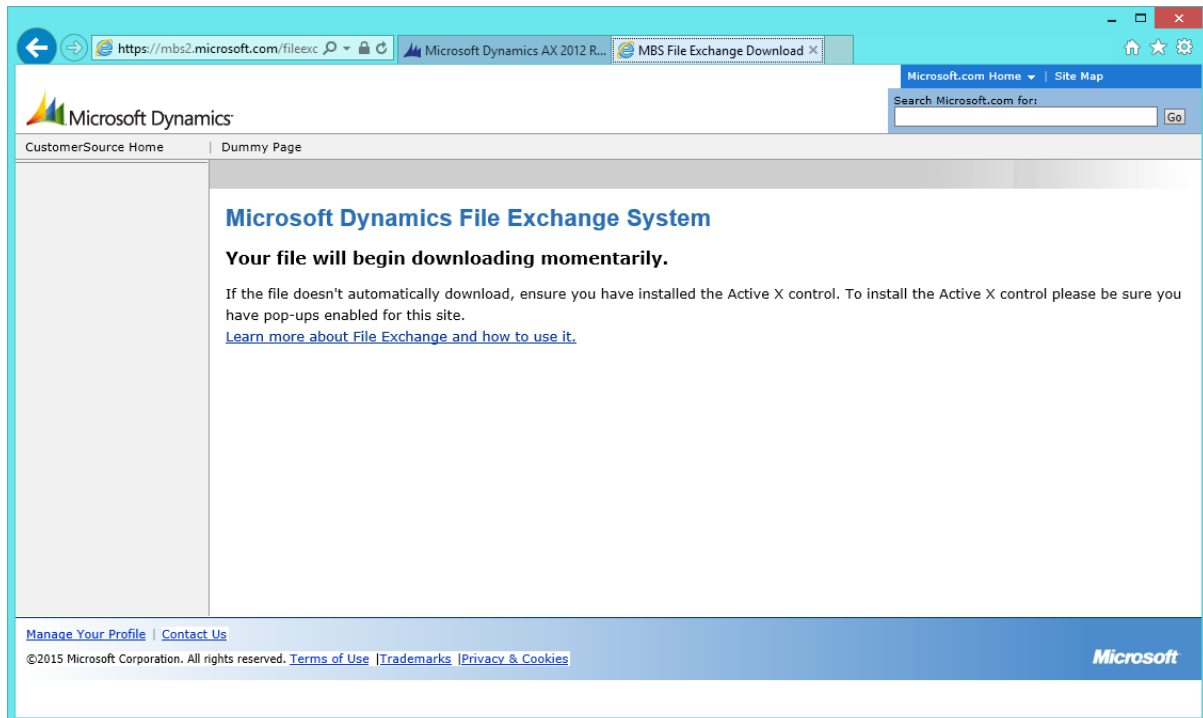 https://mbs2.microsoft.com/fileexc
Microsoft Dynamics AX 2012 R...
MBS File Exchange Download
Microsoft.com Home | Site Map
Microsoft Dynamics
Search Microsoft.com for:
Go
CustomerSource Home | Dummy Page
Microsoft Dynamics File Exchange System
Your file will begin downloading momentarily.
If the file doesn't automatically download, ensure you have installed the Active X control. To install the Active X control please be sure you
have pop-ups enabled for this site.
Learn more about File Exchange and how to use it.
Manage Your Profile | Contact Us
©2015 Microsoft Corporation. All rights reserved. Terms of Use |Trademarks |Privacy & Cookies
Microsoft